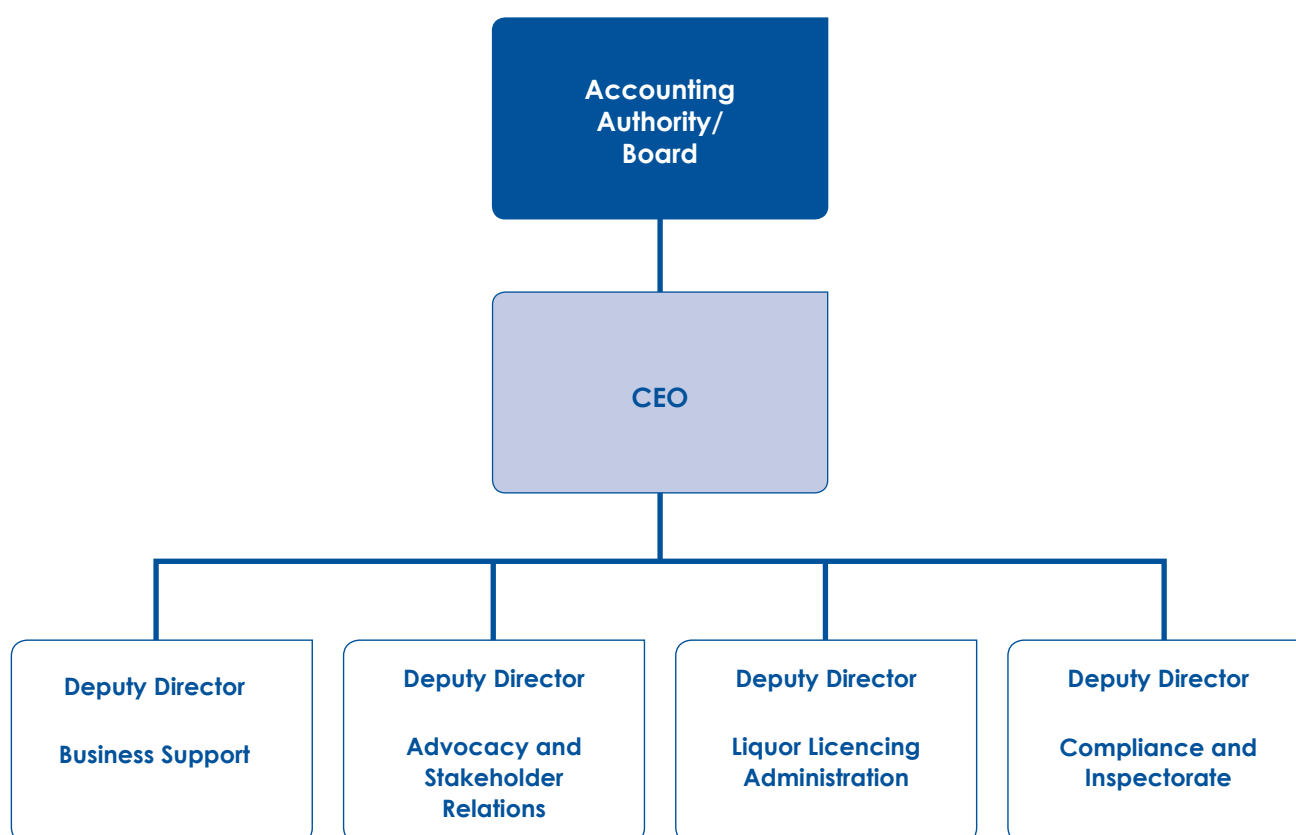 Accounting
Authority/
Board
CEO
Deputy Director
Business Support
Deputy Director
Advocacy and
Stakeholder
Relations
Deputy Director
Liquor Licencing
Administration
Deputy Director
Compliance and
Inspectorate